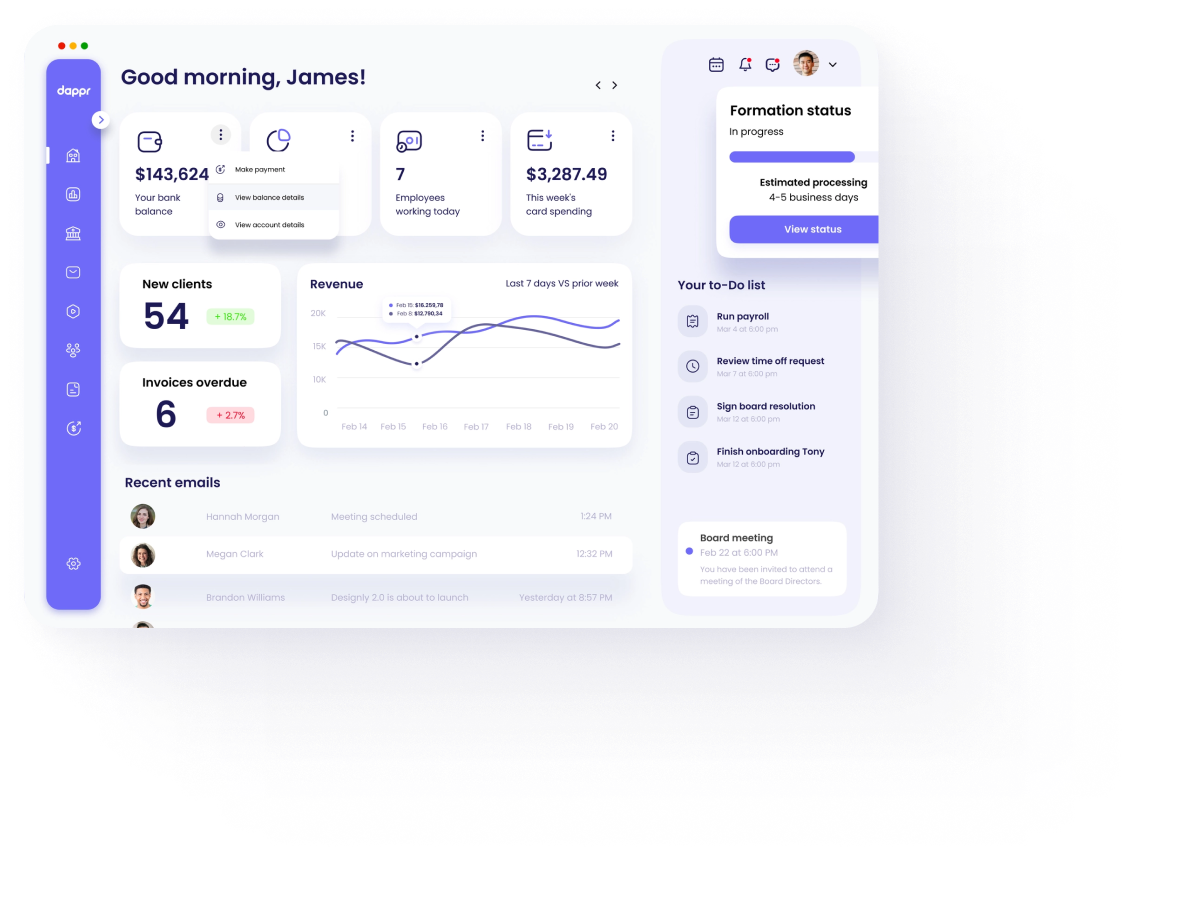 dappr
Good morning, James!
$143,624
Your bank
balance
Make payment
View balance details
View account details
7
Employees
working today
$3,287.49
This week's
card spending
New clients
54
+ 18.7%
Invoices overdue
6
+ 2.7%
Revenue
Last 7 days VS prior week
20K
15K
10K
0
Feb 15: $16.259,78
Feb 8: $12.790,34
Feb 14 Feb 15 Feb 16 Feb 17 Feb 18 Feb 19 Feb 20
Recent emails
Hannah Morgan Meeting scheduled 1:24 PM
Megan Clark Update on marketing campaign 12:32 PM
Brandon Williams Designly 2.0 is about to launch Yesterday at 8:57 PM
Formation status
In progress
Estimated processing
4-5 business days
View status
Your to-Do list
Run payroll
Mar 4 at 6:00 pm
Review time off request
Mar 7 at 6:00 pm
Sign board resolution
Mar 12 at 6:00 pm
Finish onboarding Tony
Mar 12 at 6:00 pm
Board meeting
Feb 22 at 6:00 PM
You have been invited to attend a
meeting of the Board Directors.